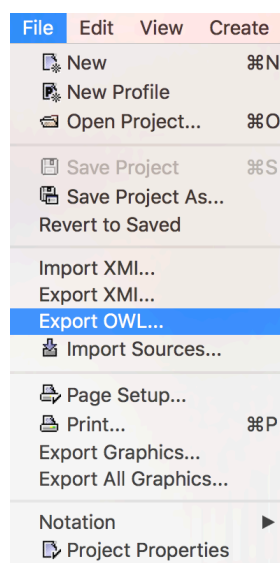 File Edit View Create
New ⌘N
New Profile
Open Project... ⌘O
Save Project ⌘S
Save Project As...
Revert to Saved
Import XMI...
Export XMI...
Export OWL...
Import Sources...
Page Setup...
Print... ⌘P
Export Graphics...
Export All Graphics...
Notation ▶
Project Properties